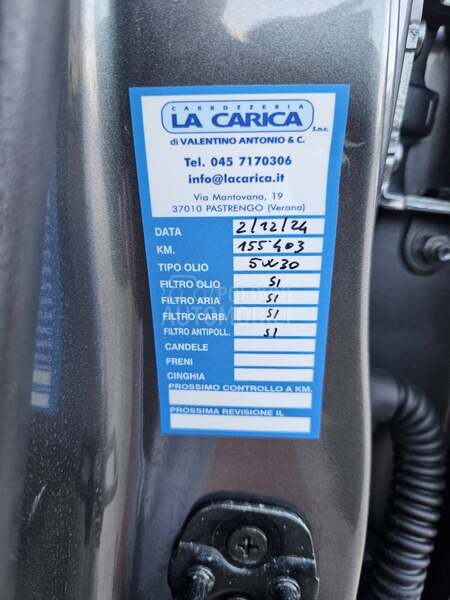 CARROZZERIA
LA CARICA s.n.c.
di VALENTINO ANTONIO & C.
Tel. 045 7170306
info@lacarica.it
Via Mantovana, 19
37010 PASTRENGO (Verona)
DATA 2/12/24
KM. 155.403
TIPO OLIO 5W30
FILTRO OLIO SI
FILTRO ARIA SI
FILTRO CARB. SI
FILTRO ANTIPOLL. SI
CANDELE
FRENI
CINGHIA
PROSSIMO CONTROLLO A KM.
PROSSIMA REVISIONE IL